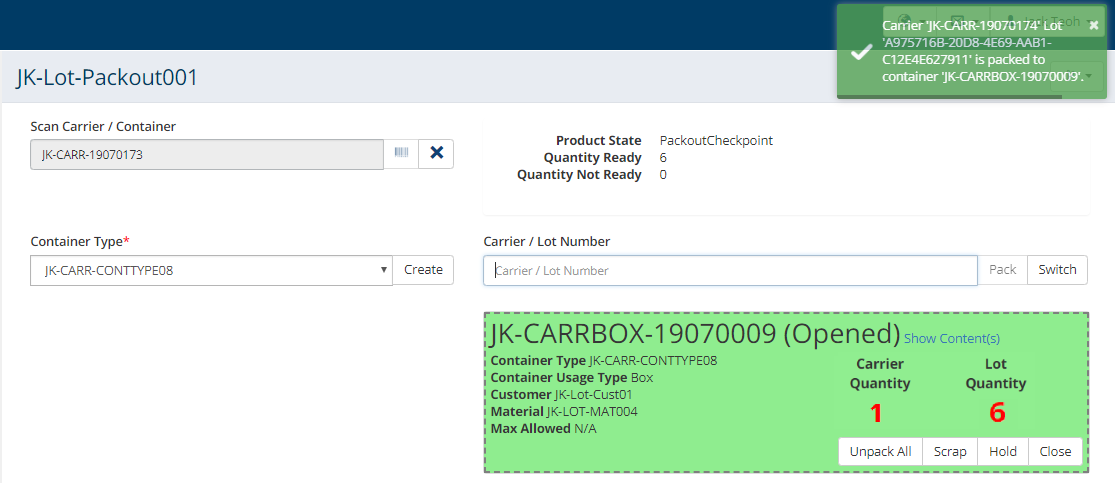 Carrier 'JK-CARR-19070174' Lot
'A975716B-20D8-4E69-AAB1-
C12E4E627911' is packed to
container 'JK-CARRBOX-19070009'.
JK-Lot-Packout001
Scan Carrier / Container
JK-CARR-19070173
Product State PackoutCheckpoint
Quantity Ready 6
Quantity Not Ready 0
Container Type*
JK-CARR-CONTTYPE08
Create
Carrier / Lot Number
Carrier / Lot Number
Pack
Switch
JK-CARRBOX-19070009 (Opened) Show Content(s)
Container Type JK-CARR-CONTTYPE08
Container Usage Type Box
Customer JK-Lot-Cust01
Material JK-LOT-MAT004
Max Allowed N/A
Carrier
Quantity
1
Lot
Quantity
6
Unpack All
Scrap
Hold
Close